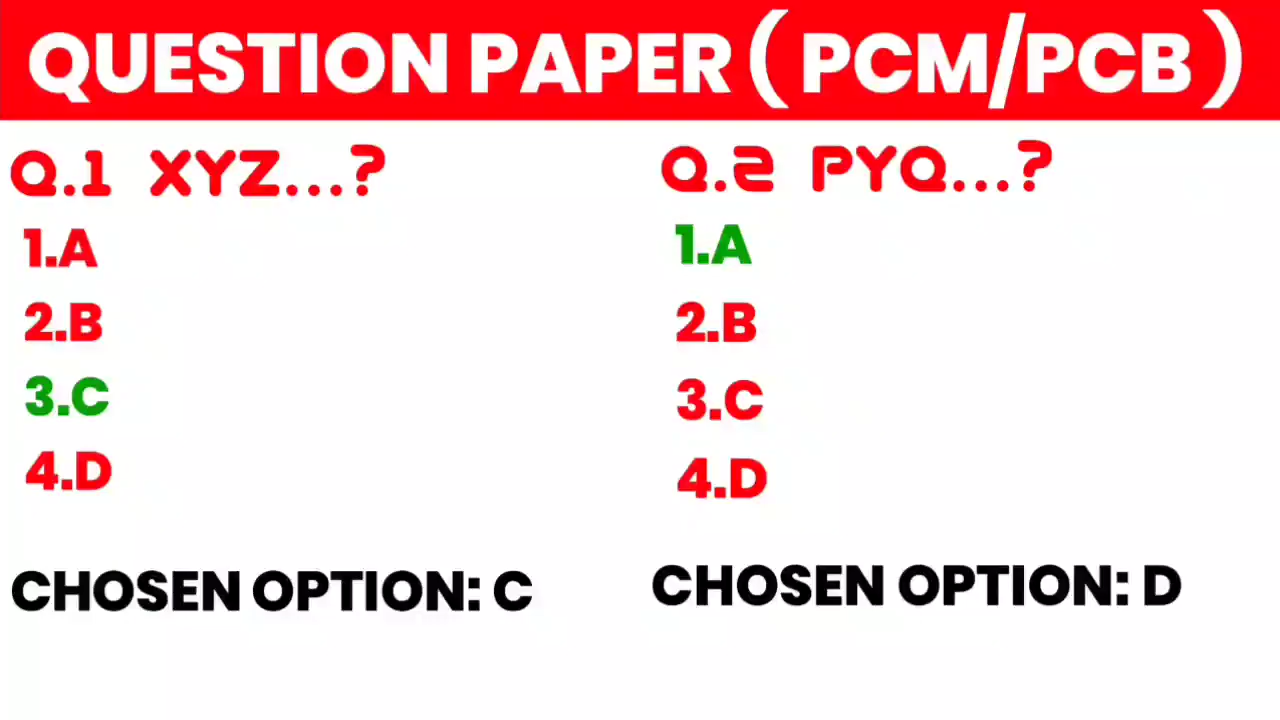 QUESTION PAPER ( PCM/PCB )
Q.1 XYZ...?
1.A
2.B
3.C
4.D
CHOSEN OPTION: C
Q.2 PYQ...?
1.A
2.B
3.C
4.D
CHOSEN OPTION: D